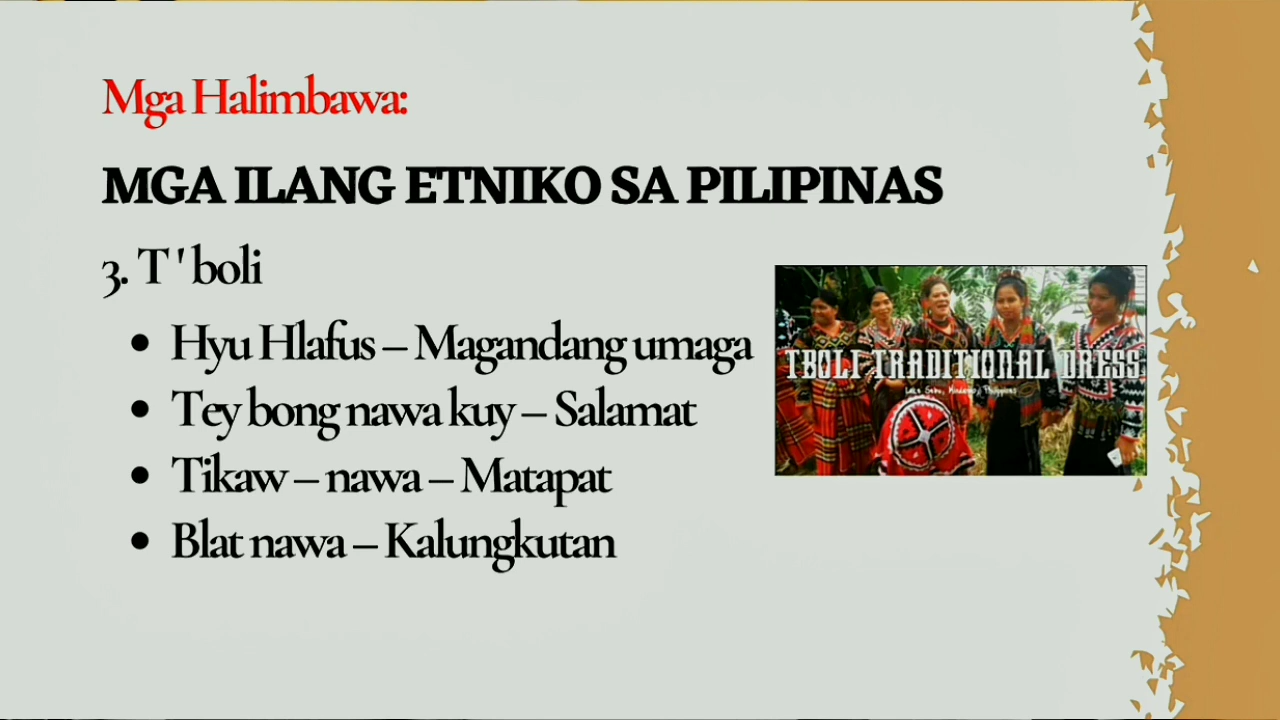 Mga Halimbawa:
MGA ILANG ETNIKO SA PILIPINAS
3. T ' boli
• Hyu Hlafus – Magandang umaga
• Tey bong nawa kuy – Salamat
• Tikaw – nawa – Matapat
• Blat nawa – Kalungkutan
TBOLI TRADITIONAL DRESS